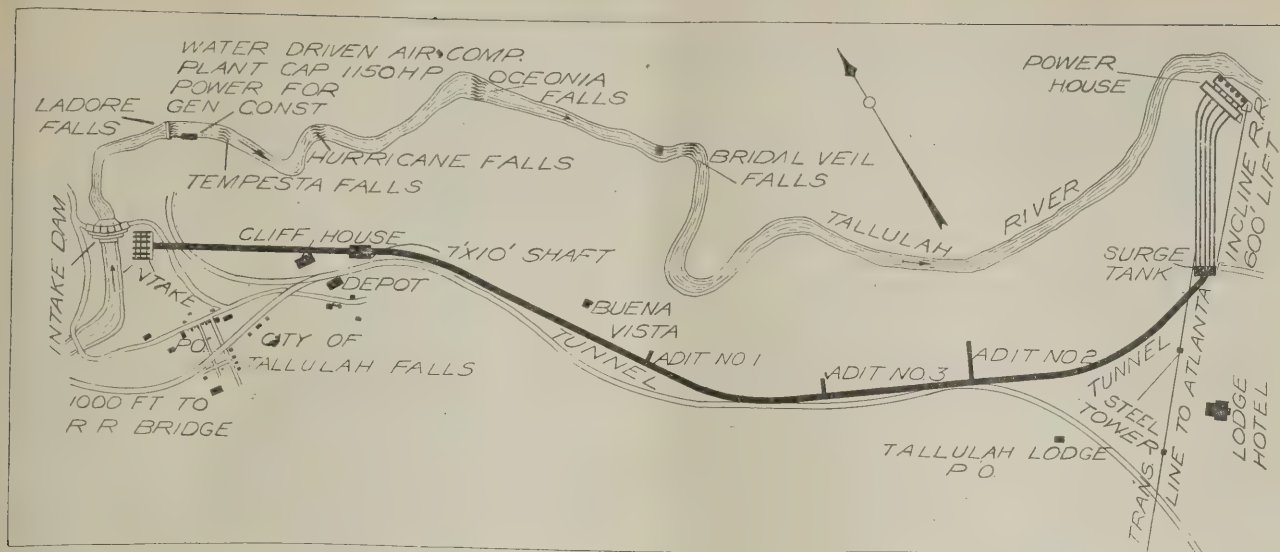 WATER DRIVEN AIR COMP.
PLANT CAP 1150 HP
POWER FOR
GEN CONST
LADORE
FALLS
OCEONIA
FALLS
HURRICANE FALLS
TEMPESTA FALLS
BRIDAL VEIL
FALLS
POWER
HOUSE
INCLINE R.R.
600' LIFT
TALLULAH RIVER
SURGE
TANK
INTAKE DAM
NTAKE
CLIFF HOUSE
7'X10' SHAFT
DEPOT
BUENA
VISTA
P.O.
CITY OF
TALLULAH FALLS
1000 FT TO
R R BRIDGE
TUNNEL
ADIT NO 1
ADIT NO. 3
ADIT NO 2
TUNNEL
STEEL
TOWER
TRANS.
LINE TO ATLANTA
LODGE
HOTEL
TALLULAH LODGE
P O.